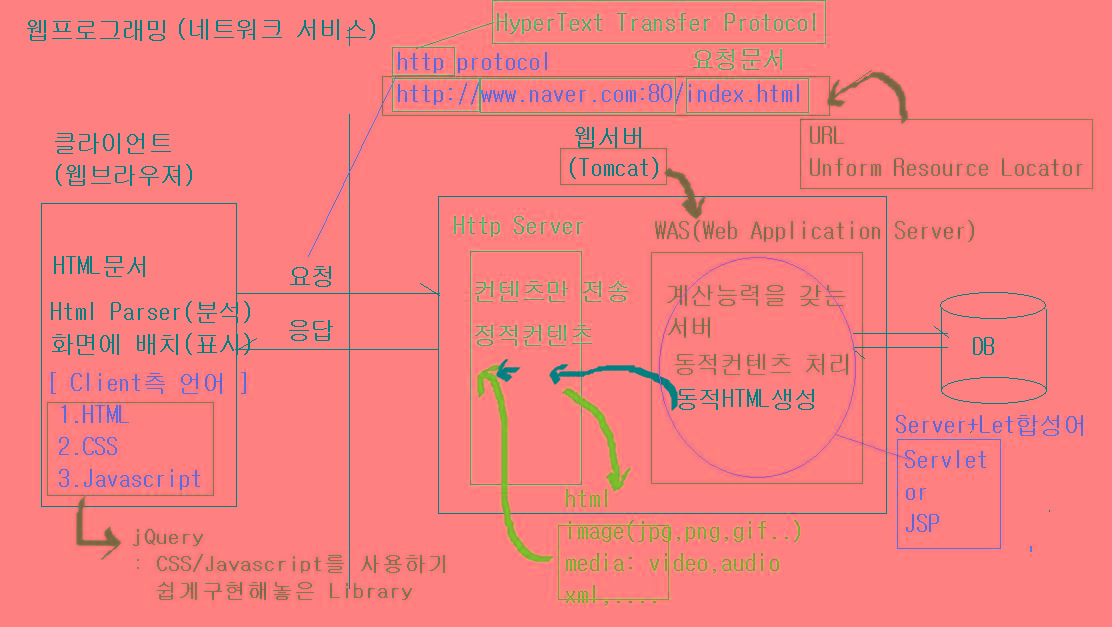 웹프로그래밍 (네트워크 서비스)
HyperText Transfer Protocol
http protocol
요청문서
http://www.naver.com:80/index.html
URL
Unform Resource Locator
클라이언트
(웹브라우져)
웹서버
(Tomcat)
Http Server
WAS(Web Application Server)
HTML문서
Html Parser(분석)
화면에 배치(표시)
요청
응답
컨텐츠만 전송
정적컨텐츠
계산능력을 갖는
서버
동적컨텐츠 처리
동적HTML생성
DB
[ Client측 언어 ]
1.HTML
2.CSS
3.Javascript
Server+Let합성어
Servlet
or
JSP
html
image(jpg,png,gif..)
media: video,audio
xml,....
jQuery
: CSS/Javascript를 사용하기
쉽게구현해놓은 Library